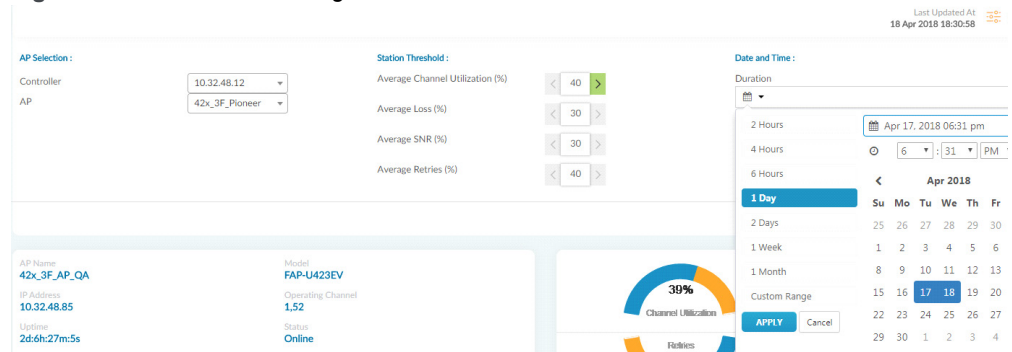 Last Updated At
18 Apr 2018 18:30:58
AP Selection :
Controller
10.32.48.12
AP
42x_3F_Pioneer
Station Threshold :
Average Channel Utilization (%)
40
Average Loss (%)
30
Average SNR (%)
30
Average Retries (%)
40
Date and Time :
Duration
2 Hours
4 Hours
6 Hours
1 Day
2 Days
1 Week
1 Month
Custom Range
APPLY Cancel
Apr 17, 2018 06:31 pm
6 : 31 PM
Apr 2018
Su Mo Tu We Th Fr
25 26 27 28 29 30
1 2 3 4 5 6
8 9 10 11 12 13
15 16 17 18 19 20
22 23 24 25 26 27
29 30 1 2 3 4
AP Name
42x_3F_AP_QA
Model
FAP-U423EV
IP Address
10.32.48.85
Operating Channel
1,52
Uptime
2d:6h:27m:5s
Status
Online
39%
Channel Utilization
Retries